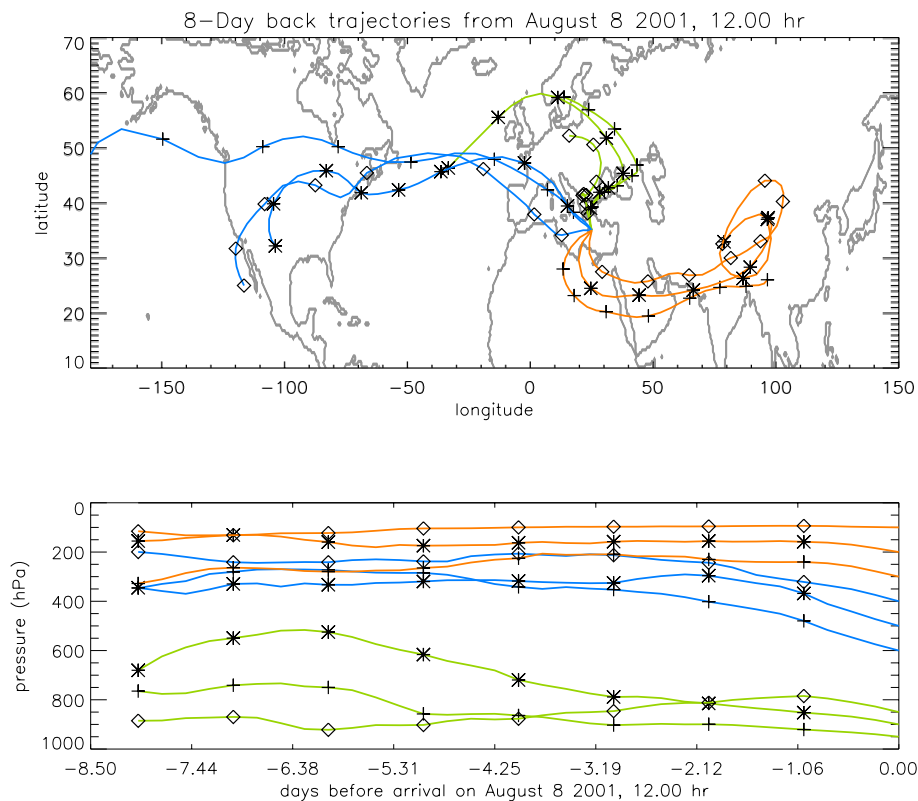 8-Day back trajectories from August 8 2001, 12.00 hr
70
60
50
40
30
20
10
latitude
-150 -100 -50 0 50 100 150
longitude
0
200
400
600
800
1000
pressure (hPa)
-8.50 -7.44 -6.38 -5.31 -4.25 -3.19 -2.12 -1.06 0.00
days before arrival on August 8 2001, 12.00 hr